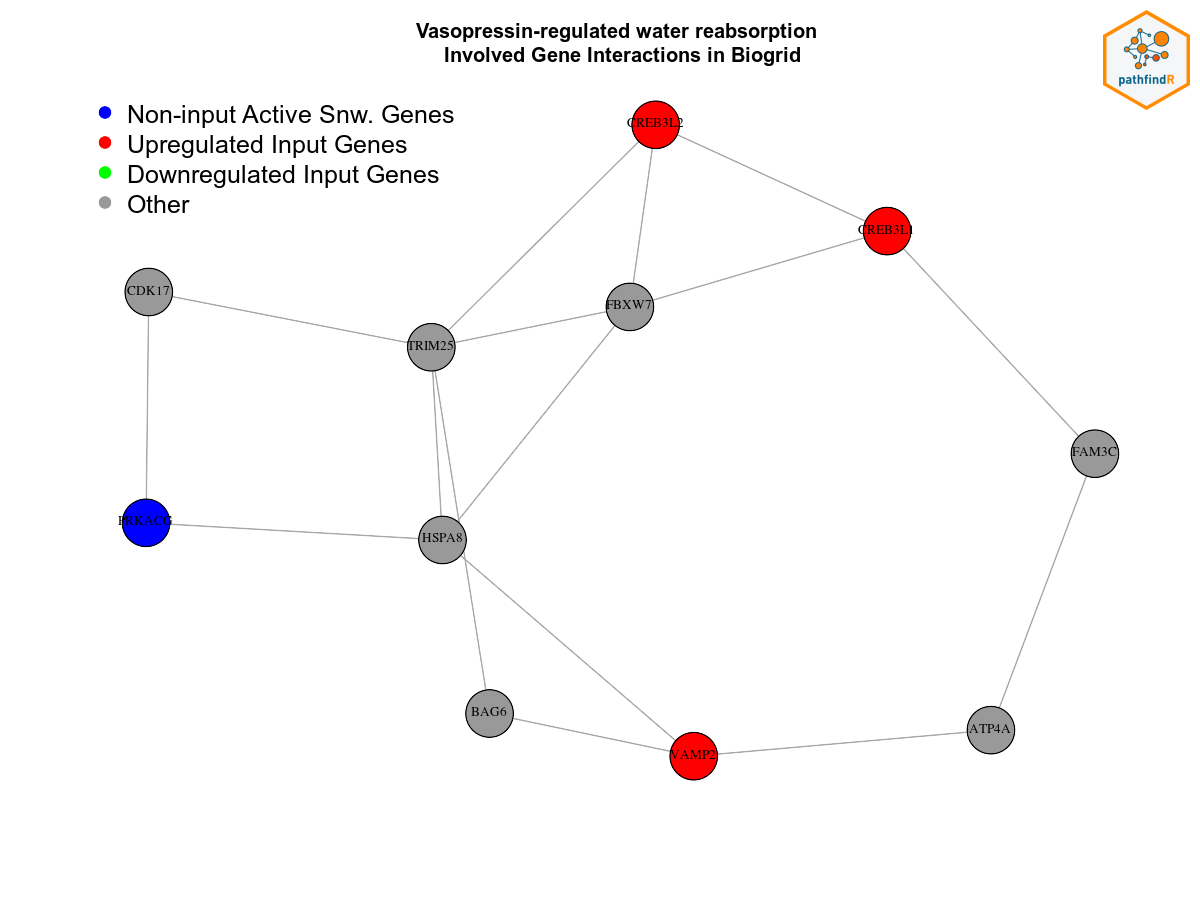 Vasopressin-regulated water reabsorption
Involved Gene Interactions in Biogrid
pathfindR
Non-input Active Snw. Genes
Upregulated Input Genes
Downregulated Input Genes
Other
CREB3L2
CREB3L1
CDK17
FBXW7
TRIM25
FAM3C
PRKACG
HSPA8
BAG6
ATP4A
VAMP2